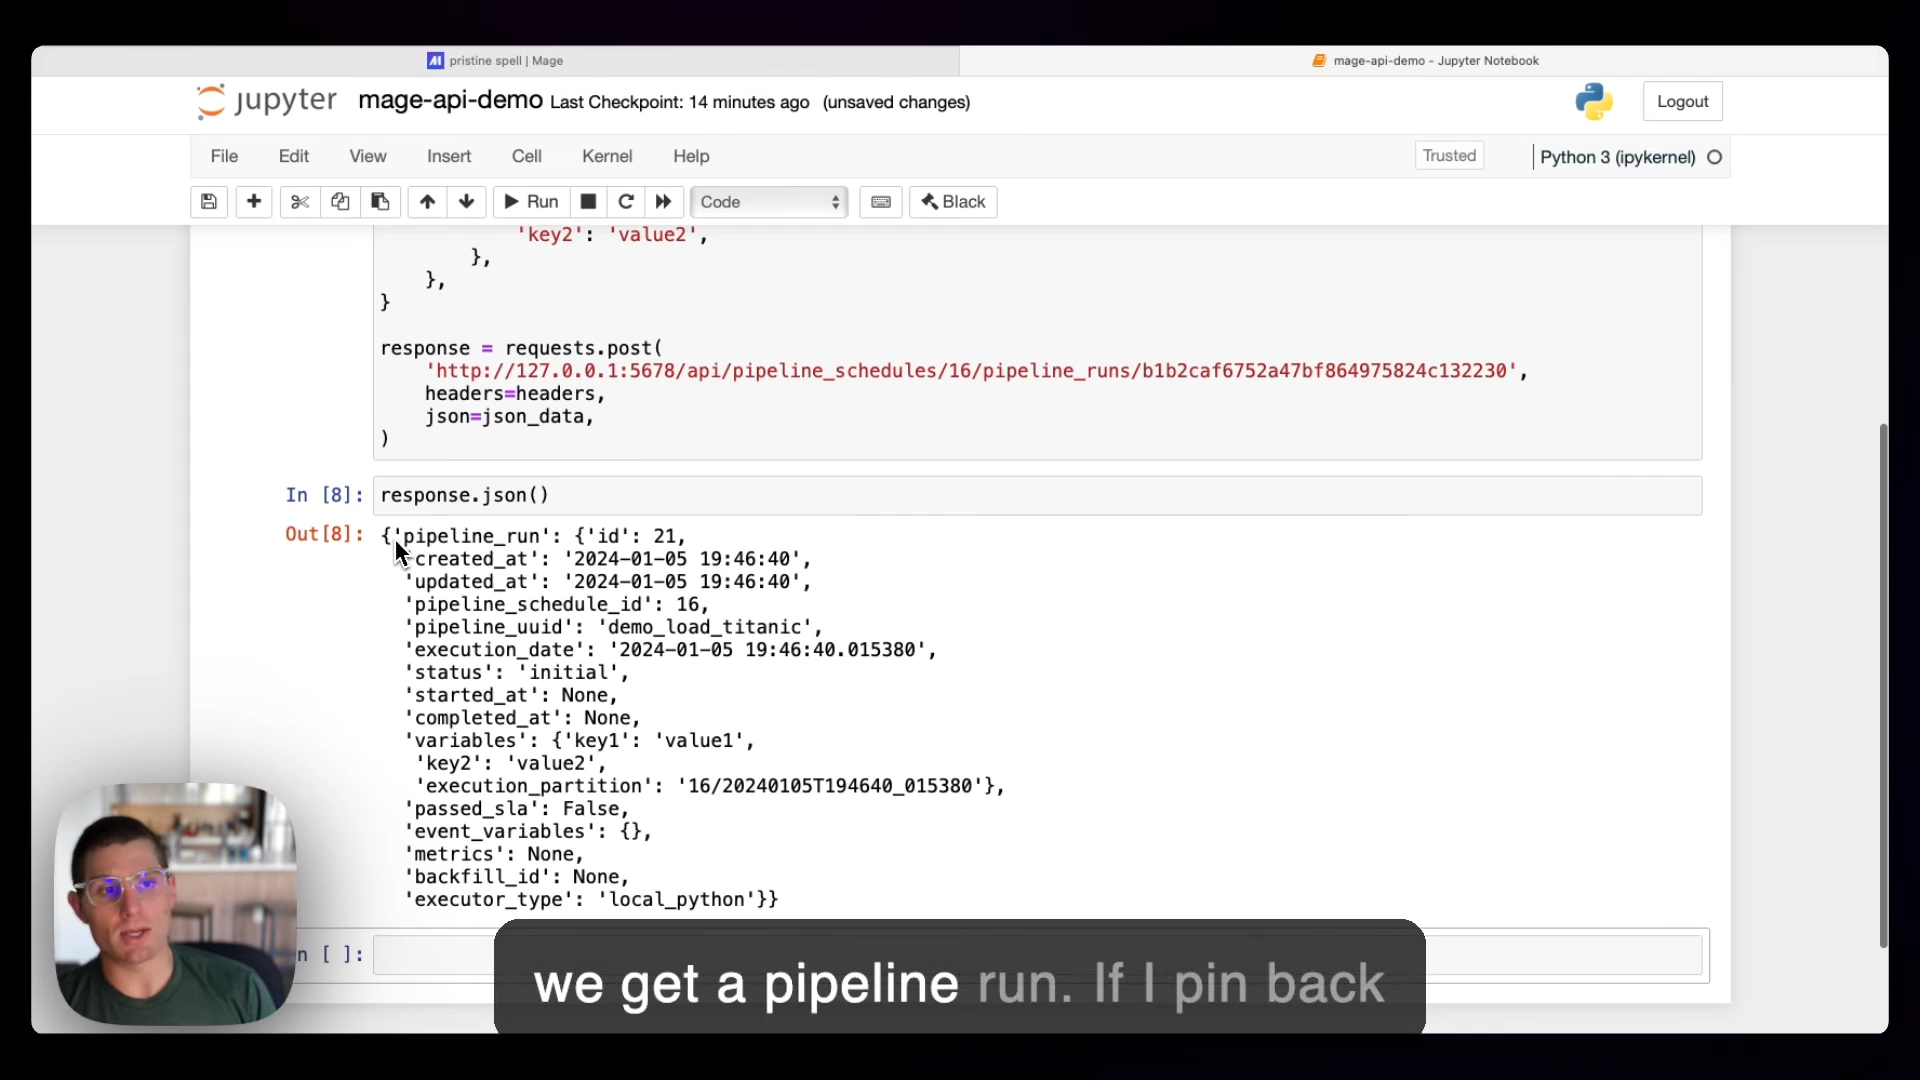 pristine spell | Mage
mage-api-demo - Jupyter Notebook
jupyter mage-api-demo Last Checkpoint: 14 minutes ago (unsaved changes)
Logout
File Edit View Insert Cell Kernel Help
Trusted
Python 3 (ipykernel)
Run
Code
Black
'key2': 'value2',
},
},
}
response = requests.post(
'http://127.0.0.1:5678/api/pipeline_schedules/16/pipeline_runs/b1b2caf6752a47bf864975824c132230',
headers=headers,
json=json_data,
)
In [8]: response.json()
Out[8]: {'pipeline_run': {'id': 21,
'created_at': '2024-01-05 19:46:40',
'updated_at': '2024-01-05 19:46:40',
'pipeline_schedule_id': 16,
'pipeline_uuid': 'demo_load_titanic',
'execution_date': '2024-01-05 19:46:40.015380',
'status': 'initial',
'started_at': None,
'completed_at': None,
'variables': {'key1': 'value1',
'key2': 'value2',
'execution_partition': '16/20240105T194640_015380'},
'passed_sla': False,
'event_variables': {},
'metrics': None,
'backfill_id': None,
'executor_type': 'local_python'}}
n [ ]:
we get a pipeline run. If I pin back